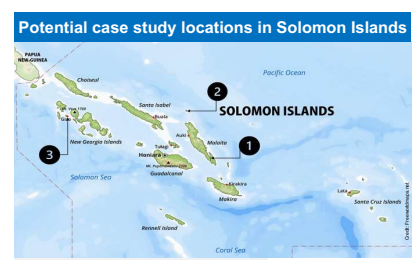 Potential case study locations in Solomon Islands
PAPUA
NEW-GUINEA
Choiseul
Pacific Ocean
2
Santa Isabel
SOLOMON ISLANDS
Buala
Gizo
Auki
Malaita
3
New Georgia Islands
Tulagi
1
Honiara
Guadalcanal
Solomon Sea
Kirakira
Makira
Lata
Santa Cruz Islands
Rennell Island
Coral Sea